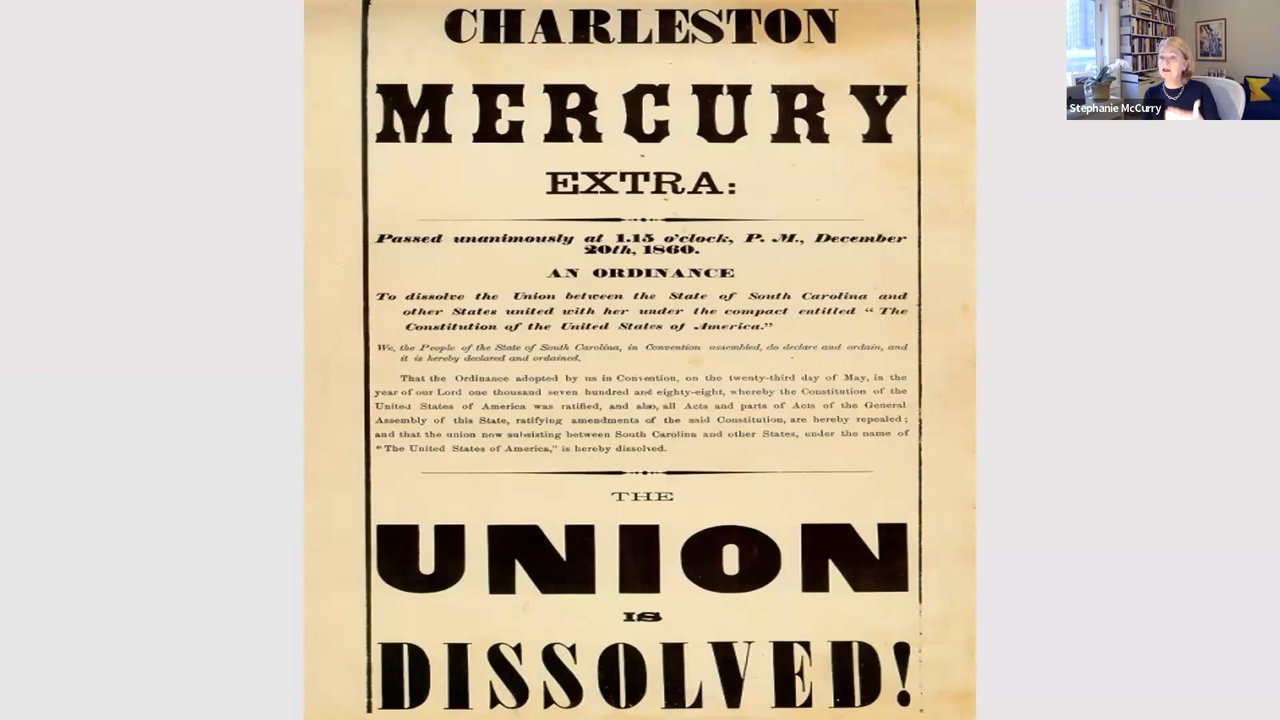 CHARLESTON
MERCURY
EXTRA:
Passed unanimously at 1.15 o'clock, P. M., December
20th, 1860.
AN ORDINANCE
To dissolve the Union between the State of South Carolina and
other States united with her under the compact entitled “ The
Constitution of the United States of America.”
We, the People of the State of South Carolina, in Convention assembled, do declare and ordain, and
it is hereby declared and ordained,
That the Ordinance adopted by us in Convention, on the twenty-third day of May, in the
year of our Lord one thousand seven hundred and eighty-eight, whereby the Constitution of the
United States of America was ratified, and also, all Acts and parts of Acts of the General
Assembly of this State, ratifying amendments of the said Constitution, are hereby repealed ;
and that the union now subsisting between South Carolina and other States, under the name of
“ The United States of America,” is hereby dissolved.
THE
UNION
IS
DISSOLVED!
Stephanie McCurry